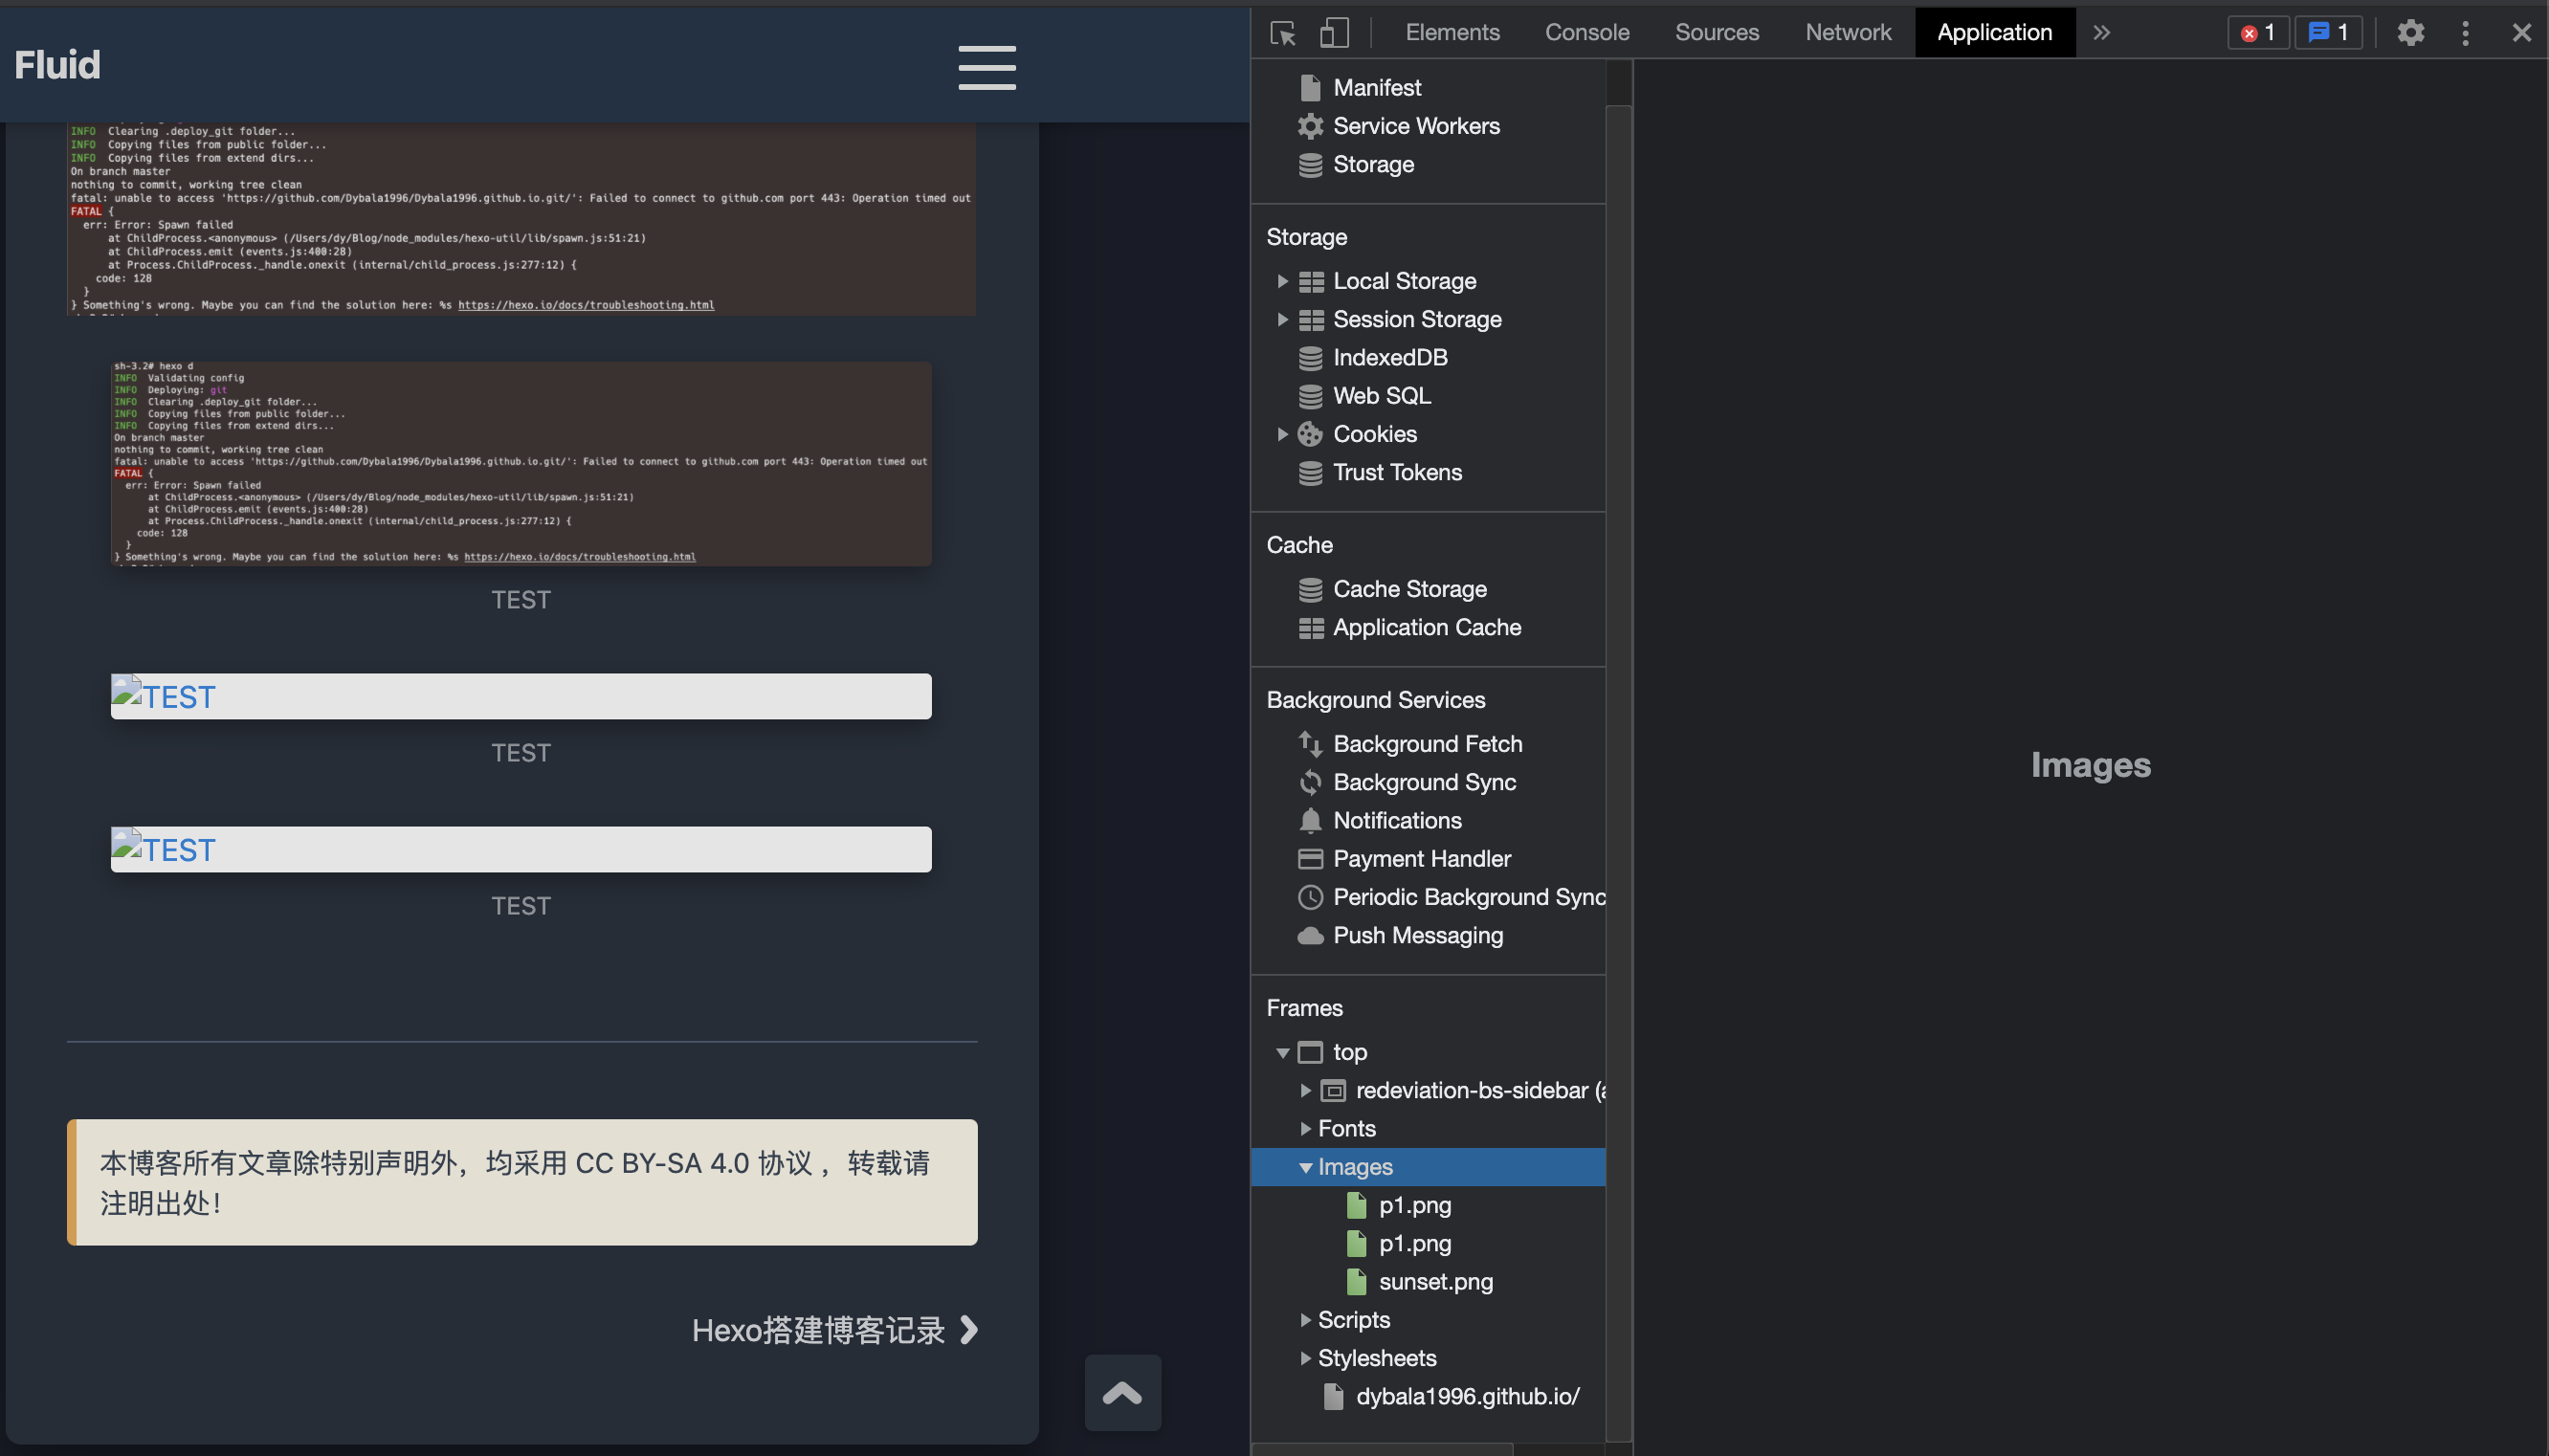 Fluid
INFO  Clearing .deploy_git folder...
INFO  Copying files from public folder...
INFO  Copying files from extend dirs...
On branch master
nothing to commit, working tree clean
fatal: unable to access 'https://github.com/Dybala1996/Dybala1996.github.io.git/': Failed to connect to github.com port 443: Operation timed out
FATAL {
err: Error: Spawn failed
at ChildProcess.<anonymous> (/Users/dy/Blog/node_modules/hexo-util/lib/spawn.js:51:21)
at ChildProcess.emit (events.js:400:28)
at Process.ChildProcess._handle.onexit (internal/child_process.js:277:12) {
code: 128
}
} Something's wrong. Maybe you can find the solution here: %s https://hexo.io/docs/troubleshooting.html
sh-3.2# hexo d
INFO  Validating config
INFO  Deploying: git
INFO  Clearing .deploy_git folder...
INFO  Copying files from public folder...
INFO  Copying files from extend dirs...
On branch master
nothing to commit, working tree clean
fatal: unable to access 'https://github.com/Dybala1996/Dybala1996.github.io.git/': Failed to connect to github.com port 443: Operation timed out
FATAL {
err: Error: Spawn failed
at ChildProcess.<anonymous> (/Users/dy/Blog/node_modules/hexo-util/lib/spawn.js:51:21)
at ChildProcess.emit (events.js:400:28)
at Process.ChildProcess._handle.onexit (internal/child_process.js:277:12) {
code: 128
}
} Something's wrong. Maybe you can find the solution here: %s https://hexo.io/docs/troubleshooting.html
TEST
TEST
TEST
TEST
TEST
本博客所有文章除特别声明外，均采用 CC BY-SA 4.0 协议 ，转载请
注明出处！
Hexo搭建博客记录
Elements Console Sources Network Application » 1 1
Manifest
Service Workers
Storage
Storage
Local Storage
Session Storage
IndexedDB
Web SQL
Cookies
Trust Tokens
Cache
Cache Storage
Application Cache
Background Services
Background Fetch
Background Sync
Notifications
Payment Handler
Periodic Background Sync
Push Messaging
Frames
top
redeviation-bs-sidebar (
Fonts
Images
p1.png
p1.png
sunset.png
Scripts
Stylesheets
dybala1996.github.io/
Images